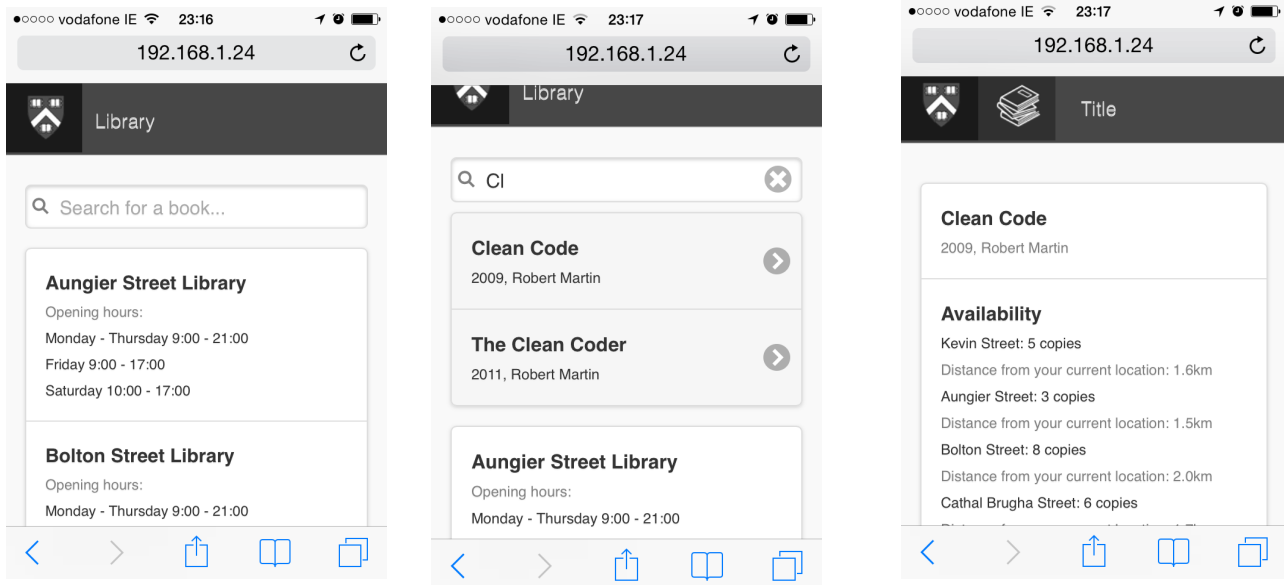 vodafone IE 23:16
192.168.1.24
Library
Search for a book...
Aungier Street Library
Opening hours:
Monday - Thursday 9:00 - 21:00
Friday 9:00 - 17:00
Saturday 10:00 - 17:00
Bolton Street Library
Opening hours:
Monday - Thursday 9:00 - 21:00
vodafone IE 23:17
192.168.1.24
Library
Cl
Clean Code
2009, Robert Martin
The Clean Coder
2011, Robert Martin
Aungier Street Library
Opening hours:
Monday - Thursday 9:00 - 21:00
vodafone IE 23:17
192.168.1.24
Title
Clean Code
2009, Robert Martin
Availability
Kevin Street: 5 copies
Distance from your current location: 1.6km
Aungier Street: 3 copies
Distance from your current location: 1.5km
Bolton Street: 8 copies
Distance from your current location: 2.0km
Cathal Brugha Street: 6 copies